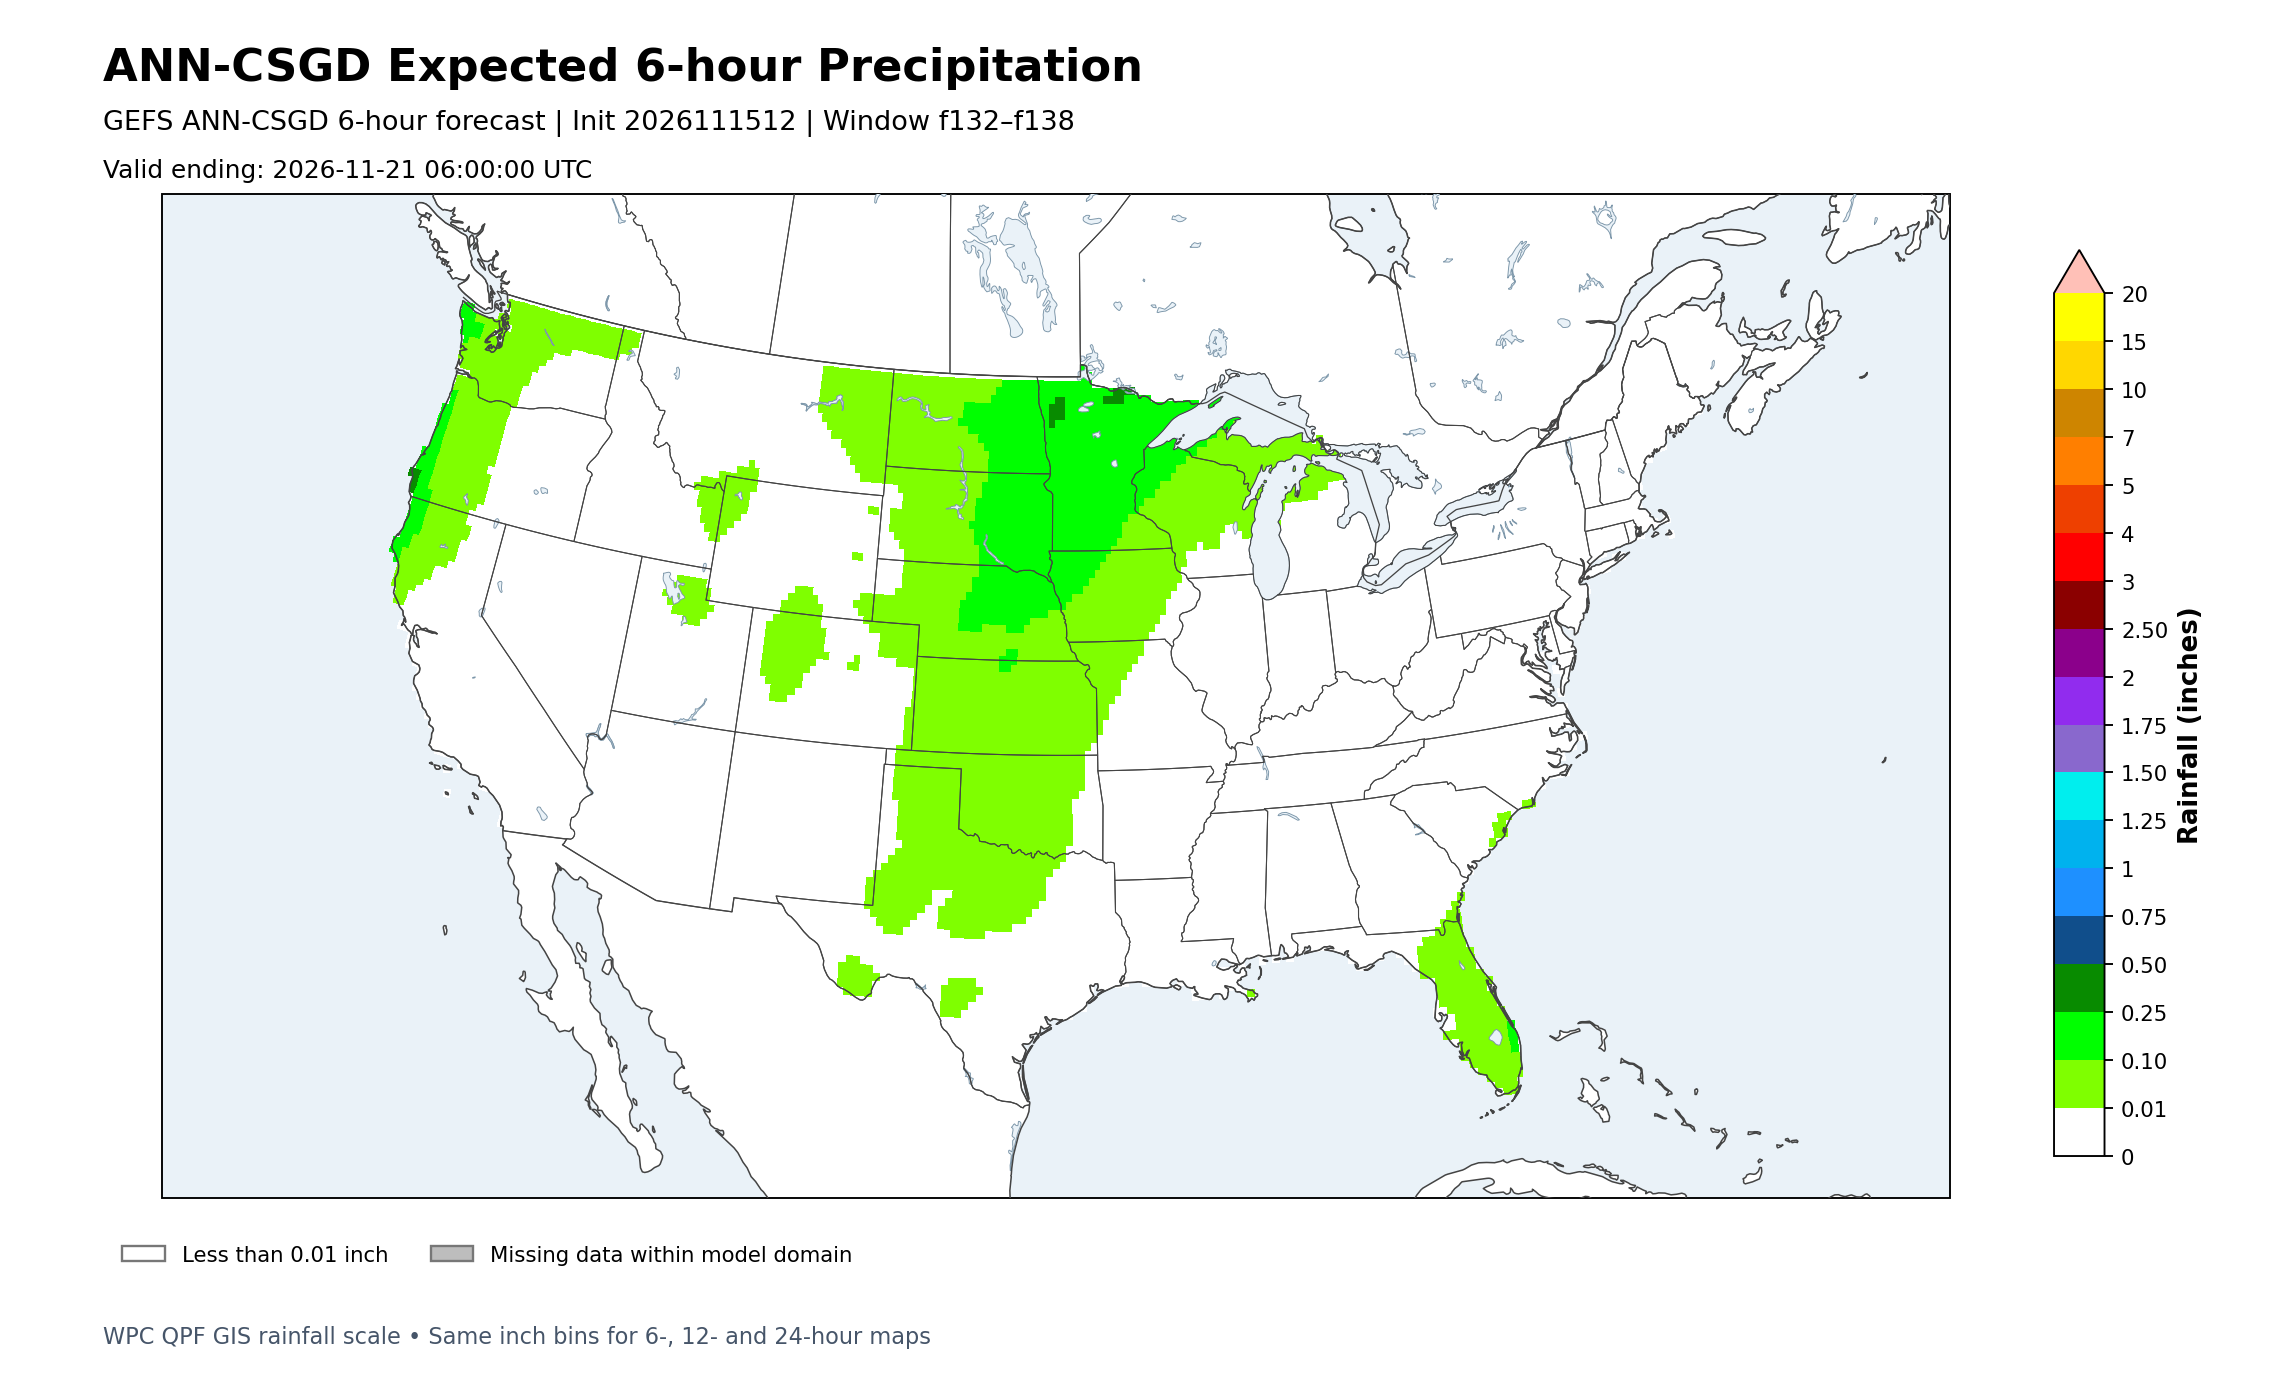 ANN-CSGD Expected 6-hour Precipitation
GEFS ANN-CSGD 6-hour forecast | Init 2026111512 | Window f132–f138
Valid ending: 2026-11-21 06:00:00 UTC
20
15
10
7
5
4
3
2.50
2
1.75
1.50
1.25
1
0.75
0.50
0.25
0.10
0.01
0
Rainfall (inches)
Less than 0.01 inch
Missing data within model domain
WPC QPF GIS rainfall scale • Same inch bins for 6-, 12- and 24-hour maps